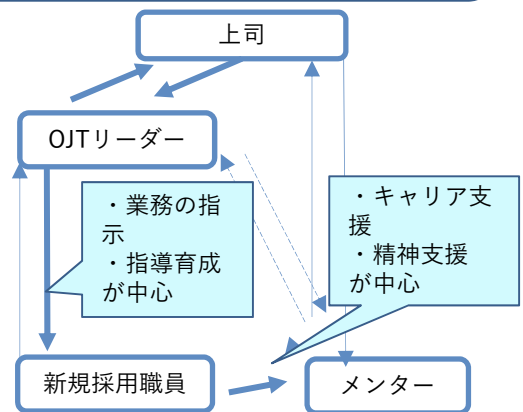 上司
OJTリーダー
・業務の指
示
・指導育成
が中心
・キャリア支
援
・精神支援
が中心
新規採用職員
メンター